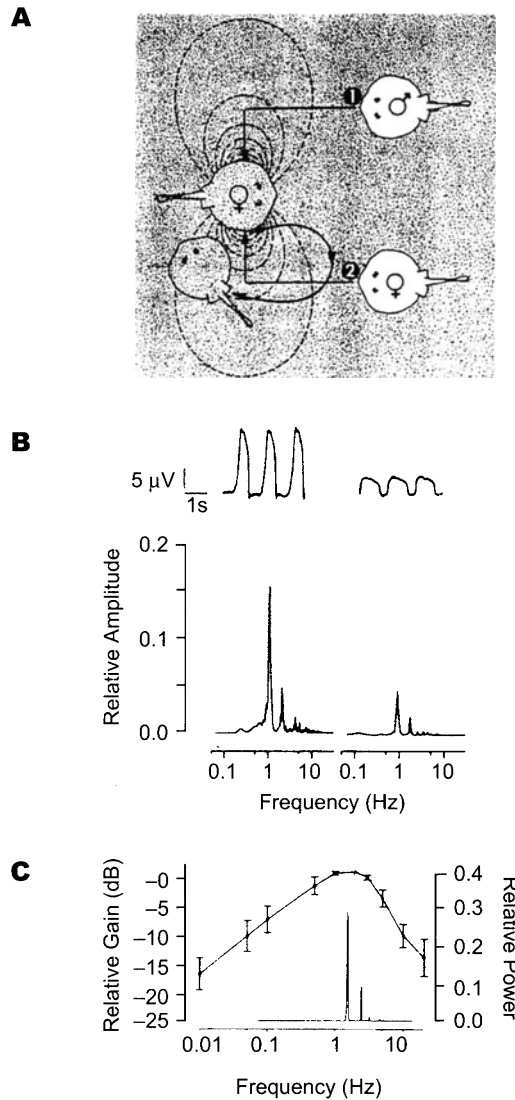 A
1
♂
♀
2
♀
B
5 μV
1s
0.2
0.1
0.0
Relative Amplitude
0.1 1 10 0.1 1 10
Frequency (Hz)
C
Relative Gain (dB)
–0
–5
–10
–15
–20
–25
0.4
0.3
0.2
0.1
0.0
Relative Power
0.01 0.1 1 10
Frequency (Hz)